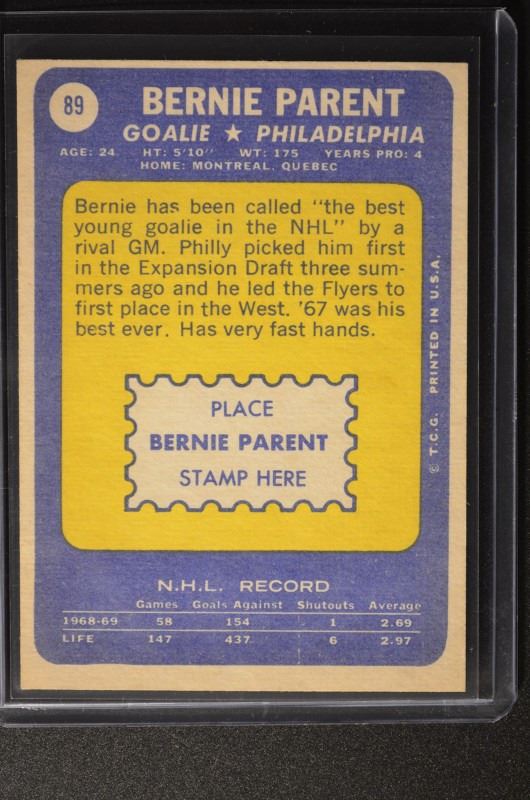 89
BERNIE PARENT
GOALIE ★ PHILADELPHIA
AGE: 24 HT: 5'10" WT: 175 YEARS PRO: 4
HOME: MONTREAL, QUEBEC
Bernie has been called "the best
young goalie in the NHL" by a
rival GM. Philly picked him first
in the Expansion Draft three sum-
mers ago and he led the Flyers to
first place in the West. '67 was his
best ever. Has very fast hands.
PLACE
BERNIE PARENT
STAMP HERE
© T.C.G. PRINTED IN U.S.A.
N.H.L. RECORD
Games Goals Against Shutouts Average
1968-69 58 154 1 2.69
LIFE 147 437 6 2.97